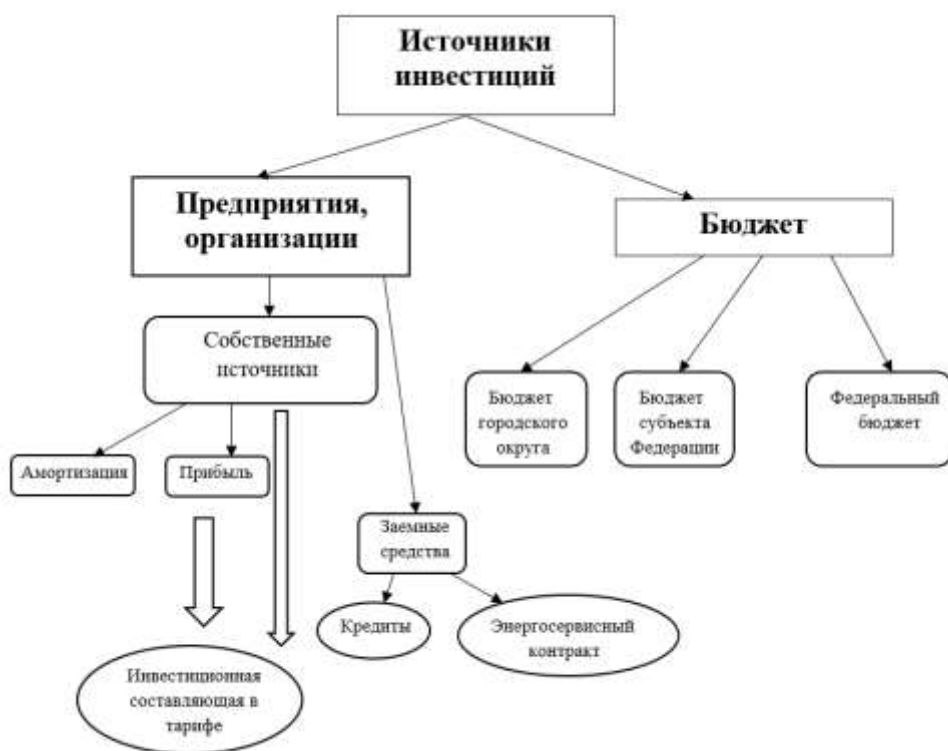 Источники
инвестиций
Предприятия,
организации
Бюджет
Собственные
источники
Бюджет
городского
округа
Бюджет
субъекта
Федерации
Федеральный
бюджет
Амортизация
Прибыль
Заемные
средства
Кредиты
Энергосервисный
контракт
Инвестиционная
составляющая в
тарифе